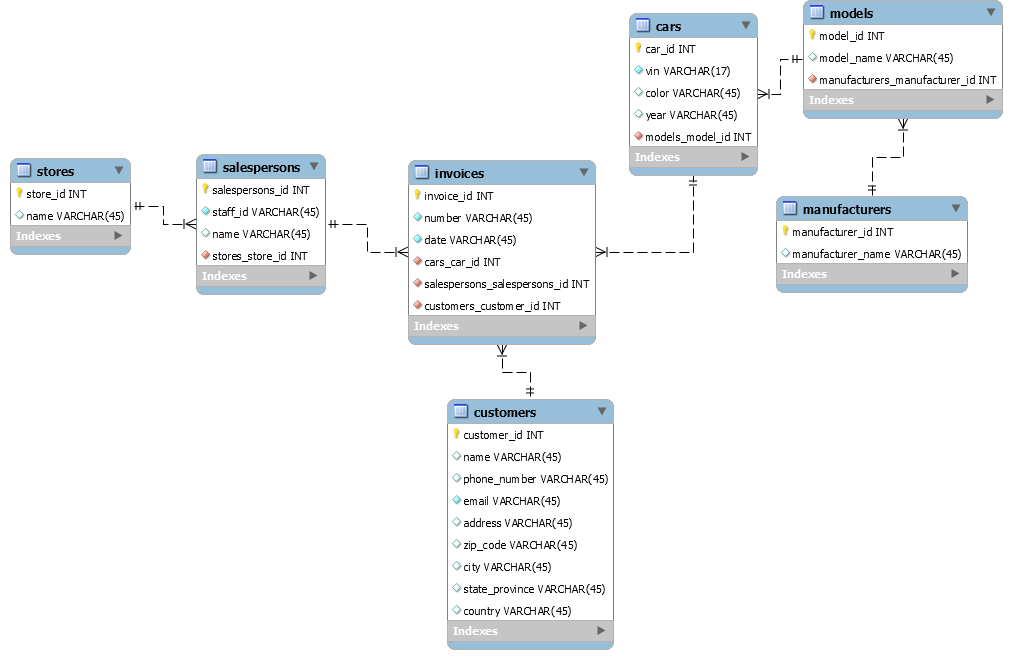 stores
store_id INT
name VARCHAR(45)
Indexes
salespersons
salespersons_id INT
staff_id VARCHAR(45)
name VARCHAR(45)
stores_store_id INT
Indexes
invoices
invoice_id INT
number VARCHAR(45)
date VARCHAR(45)
cars_car_id INT
salespersons_salespersons_id INT
customers_customer_id INT
Indexes
cars
car_id INT
vin VARCHAR(17)
color VARCHAR(45)
year VARCHAR(45)
models_model_id INT
Indexes
models
model_id INT
model_name VARCHAR(45)
manufacturers_manufacturer_id INT
Indexes
manufacturers
manufacturer_id INT
manufacturer_name VARCHAR(45)
Indexes
customers
customer_id INT
name VARCHAR(45)
phone_number VARCHAR(45)
email VARCHAR(45)
address VARCHAR(45)
zip_code VARCHAR(45)
city VARCHAR(45)
state_province VARCHAR(45)
country VARCHAR(45)
Indexes